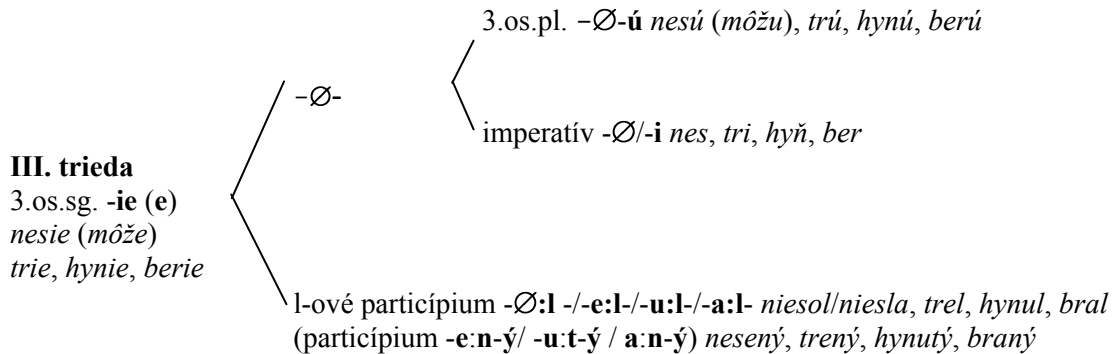 3.os.pl. –∅-ú nesú (môžu), trú, hynú, berú
–∅-
imperatív -∅/-i nes, tri, hyň, ber
III. trieda
3.os.sg. -ie (e)
nesie (môže)
trie, hynie, berie
l-ové particípium -∅:l -/-e:l-/-u:l-/-a:l- niesol/niesla, trel, hynul, bral
(particípium -e:n-ý/ -u:t-ý / a:n-ý) nesený, trený, hynutý, braný